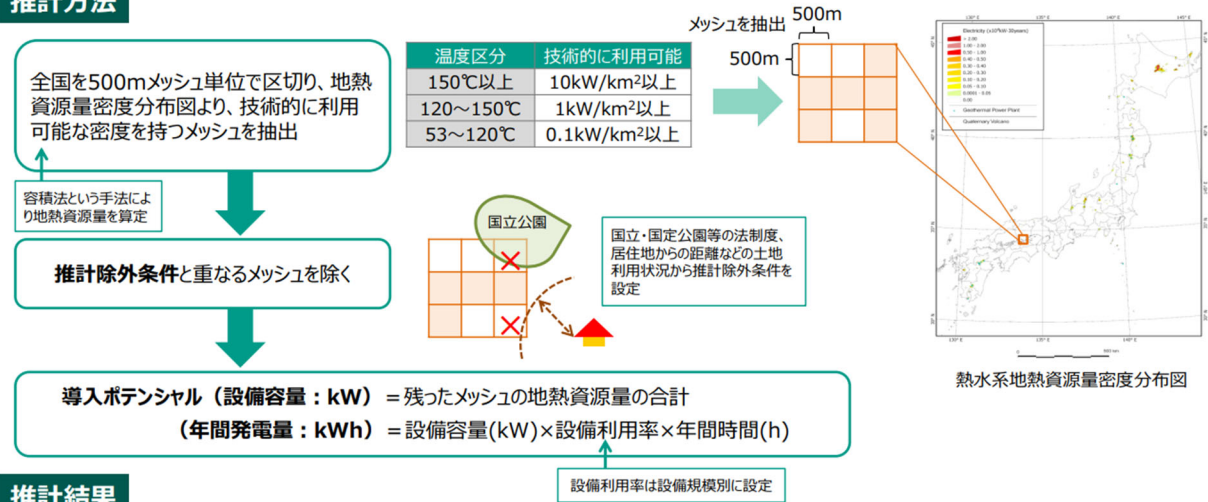 推計方法
全国を500mメッシュ単位で区切り、地熱
資源量密度分布図より、技術的に利用
可能な密度を持つメッシュを抽出
容積法という手法によ
り地熱資源量を算定
温度区分 技術的に利用可能
150℃以上 10kW/km²以上
120～150℃ 1kW/km²以上
53～120℃ 0.1kW/km²以上
メッシュを抽出 500m
500m
推計除外条件と重なるメッシュを除く
国立公園
国立・国定公園等の法制度、
居住地からの距離などの土地
利用状況から推計除外条件を
設定
導入ポテンシャル（設備容量：kW）＝残ったメッシュの地熱資源量の合計
（年間発電量：kWh）＝設備容量(kW)×設備利用率×年間時間(h)
設備利用率は設備規模別に設定
Geothermal Power Plant
Quaternary Volcano
130° E 135° E 140° E
熱水系地熱資源量密度分布図
推計結果